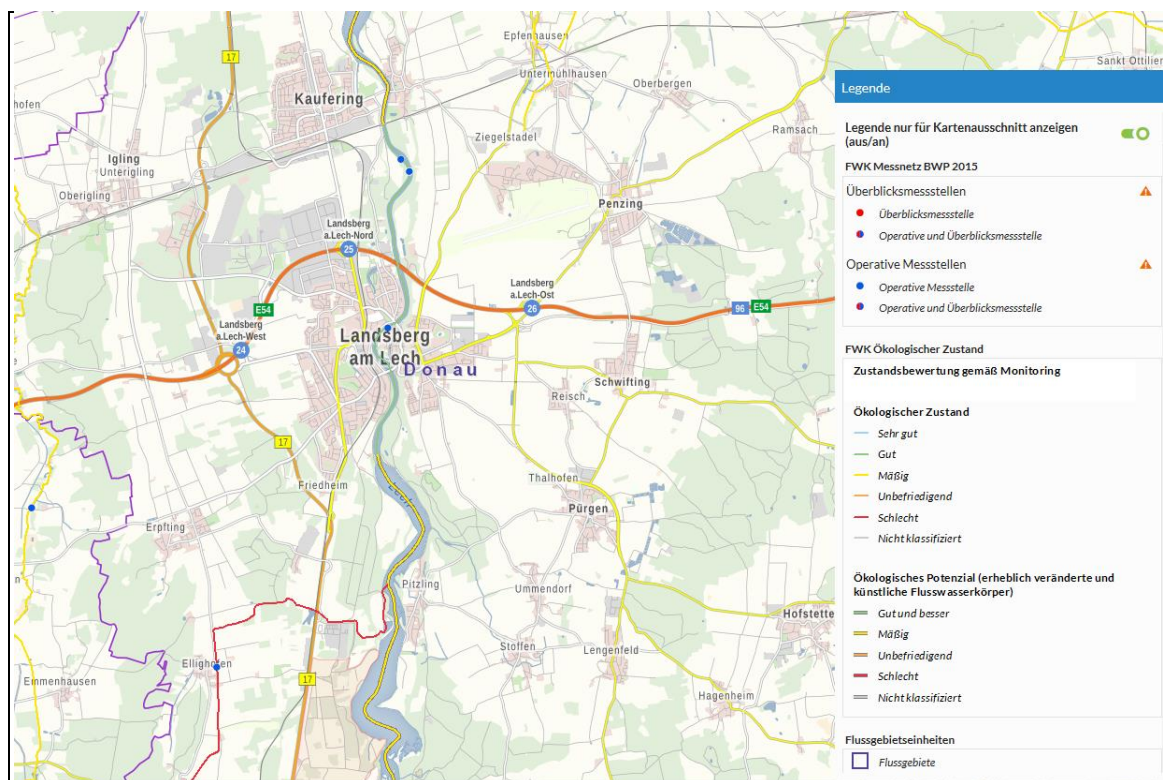 Epfenhausen
Sankt Ottilien
Untermühlhausen
Oberbergen
17
Kaufering
Ziegelstadel
Ramsach
Igling
Unterigling
Oberigling
Penzing
Landsberg
a.Lech-Nord
25
Landsberg
a.Lech-Ost
26
E54
96
E54
Landsberg
a.Lech-West
24
Landsberg
am Lech
Donau
Schwifting
Reisch
17
Friedheim
Thalhofen
Pürgen
Erpfting
Pitzling
Ummendorf
Hofstette
Stoffen
Lengenfeld
Ellighofen
Emmenhausen
17
Hagenheim
Legende
Legende nur für Kartenausschnitt anzeigen
(aus/an)
FWK Messnetz BWP 2015
Überblicksmessstellen
Überblicksmessstelle
Operative und Überblicksmessstelle
Operative Messstellen
Operative Messstelle
Operative und Überblicksmessstelle
FWK Ökologischer Zustand
Zustandsbewertung gemäß Monitoring
Ökologischer Zustand
Sehr gut
Gut
Mäßig
Unbefriedigend
Schlecht
Nicht klassifiziert
Ökologisches Potenzial (erheblich veränderte und
künstliche Flusswasserkörper)
Gut und besser
Mäßig
Unbefriedigend
Schlecht
Nicht klassifiziert
Flussgebietseinheiten
Flussgebiete